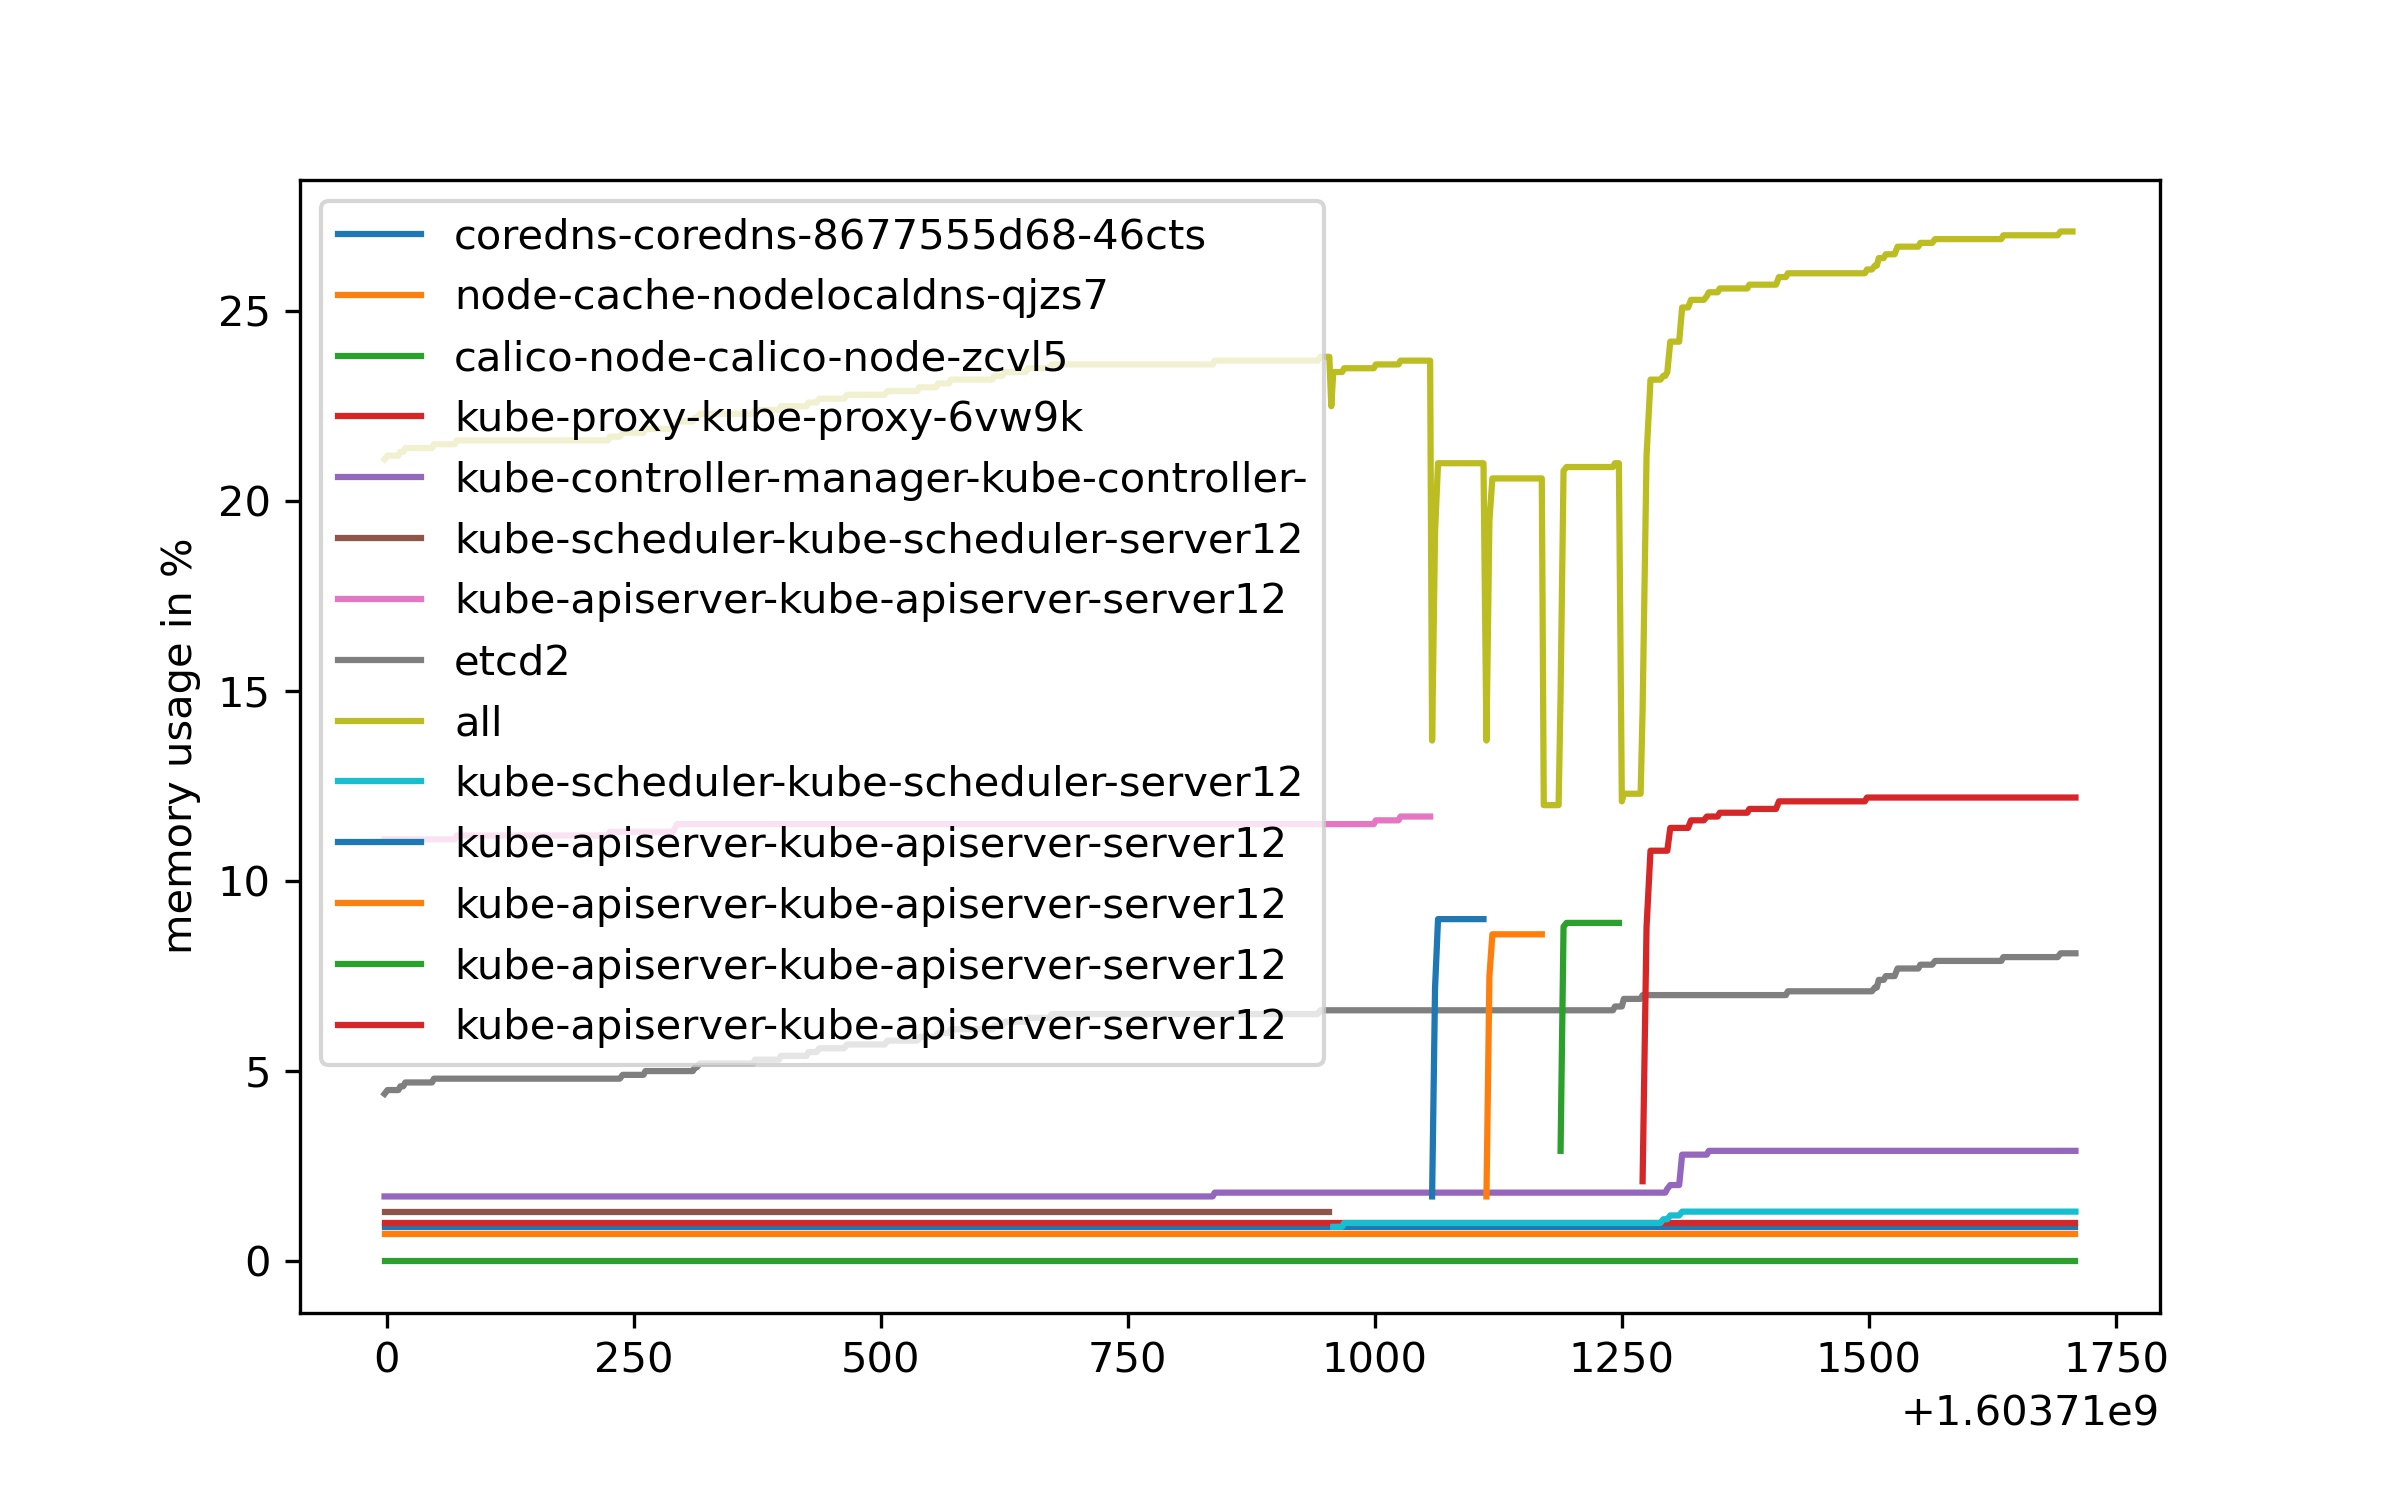 coredns-coredns-8677555d68-46cts
node-cache-nodelocaldns-qjzs7
calico-node-calico-node-zcvl5
kube-proxy-kube-proxy-6vw9k
kube-controller-manager-kube-controller-
kube-scheduler-kube-scheduler-server12
kube-apiserver-kube-apiserver-server12
etcd2
all
kube-scheduler-kube-scheduler-server12
kube-apiserver-kube-apiserver-server12
kube-apiserver-kube-apiserver-server12
kube-apiserver-kube-apiserver-server12
kube-apiserver-kube-apiserver-server12
memory usage in %
25
20
15
10
5
0
0 250 500 750 1000 1250 1500 1750
+1.60371e9